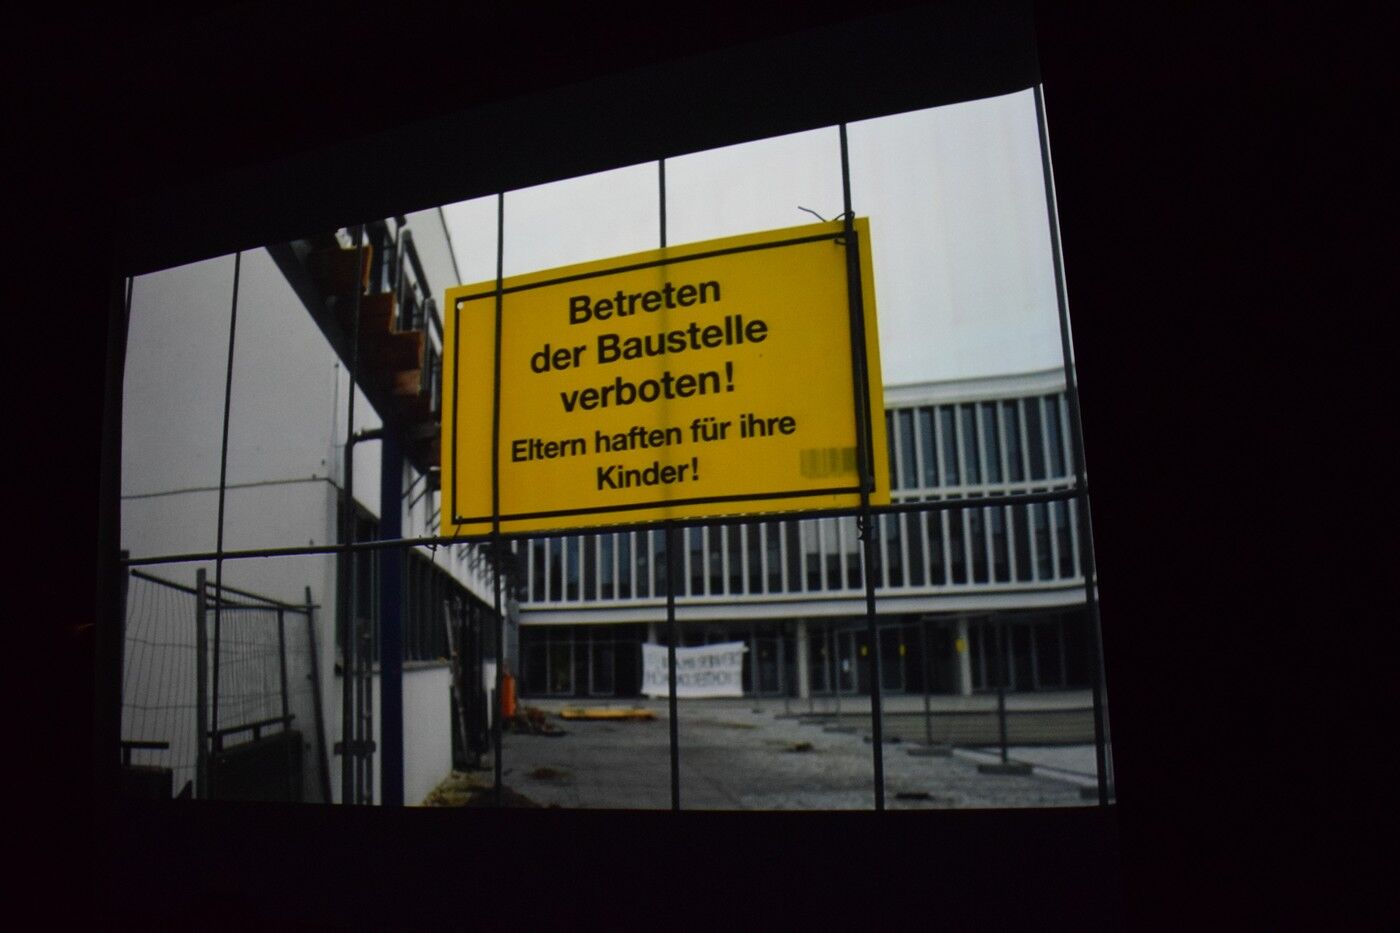 Betreten
der Baustelle
verboten!
Eltern haften für ihre
Kinder!